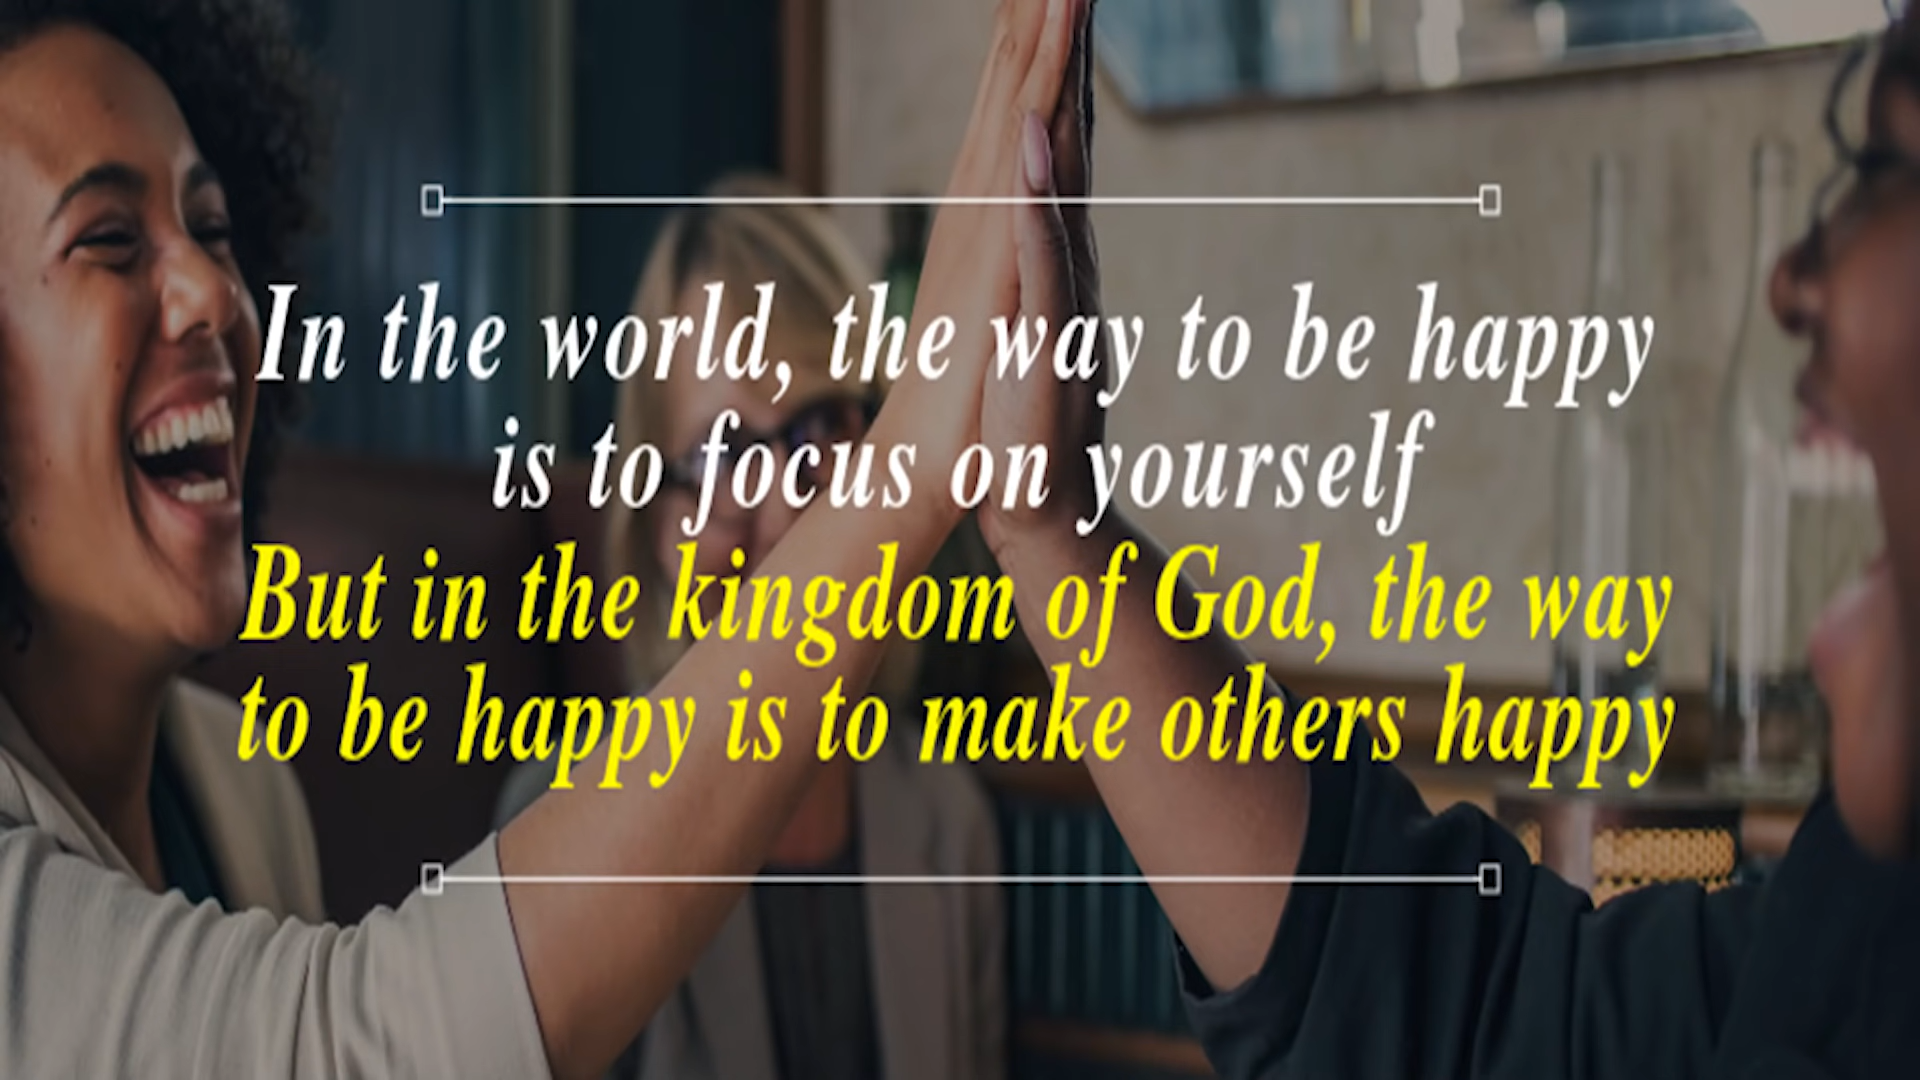 In the world, the way to be happy
is to focus on yourself
But in the kingdom of God, the way
to be happy is to make others happy